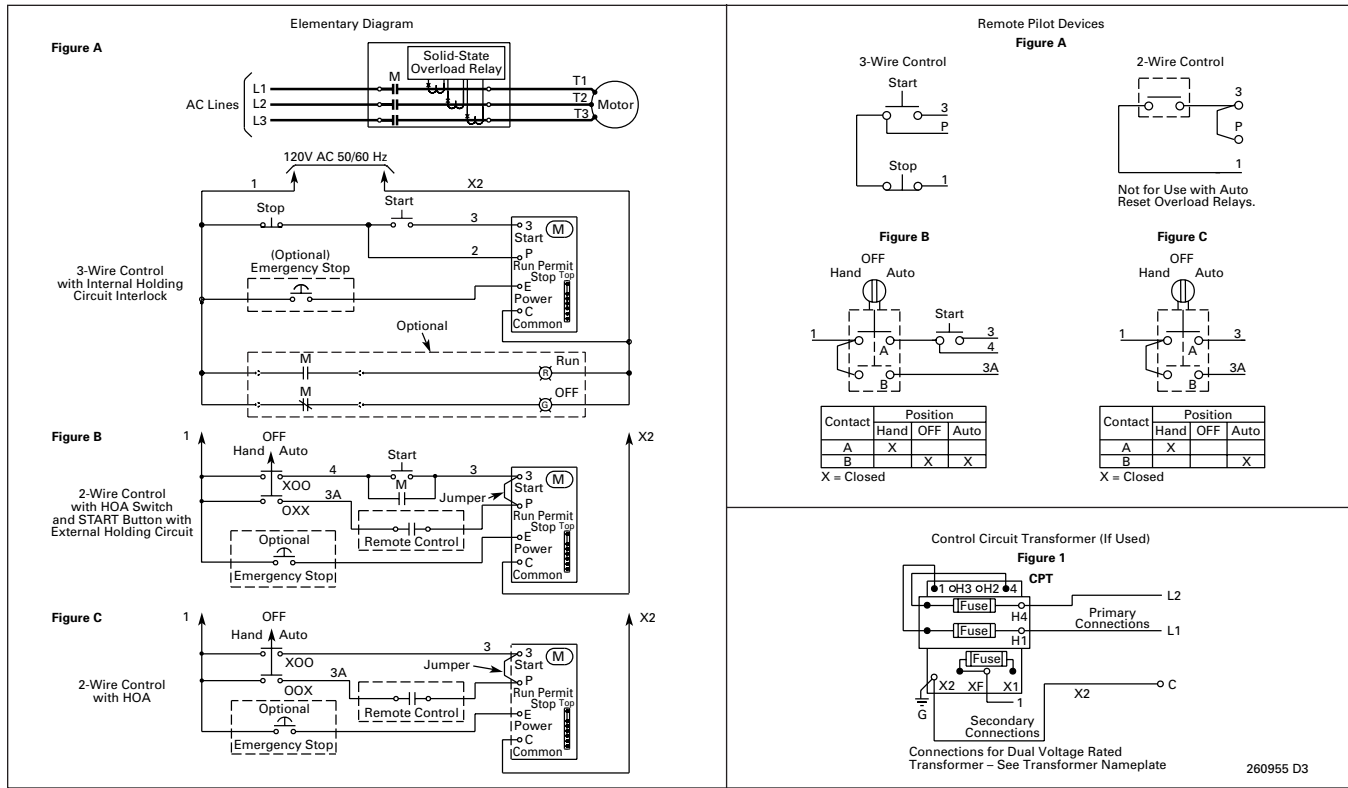 Elementary Diagram
Figure A
Solid-State
Overload Relay
M
AC Lines
L1
L2
L3
T1
T2
T3
Motor
120V AC 50/60 Hz
1
X2
Stop
Start
3
2
3-Wire Control
with Internal Holding
Circuit Interlock
(Optional)
Emergency Stop
3
M
Start
P
Run Permit
Stop Top
E
Power
C
Common
Optional
M
R
Run
M
G
OFF
Figure B
1
OFF
Hand Auto
X2
2-Wire Control
with HOA Switch
and START Button with
External Holding Circuit
XOO
OXX
4
Start
M
3
3A
Jumper
Remote Control
Optional
Emergency Stop
3
M
Start
P
Run Permit
Stop Top
E
Power
C
Common
Figure C
1
OFF
Hand Auto
X2
2-Wire Control
with HOA
XOO
OOX
3
3A
Jumper
Remote Control
Optional
Emergency Stop
3
M
Start
P
Run Permit
Stop Top
E
Power
C
Common
Remote Pilot Devices
Figure A
3-Wire Control
Start
3
P
Stop
1
2-Wire Control
3
P
1
Not for Use with Auto
Reset Overload Relays.
Figure B
OFF
Hand Auto
1
A
B
Start
3
4
3A
Contact Position
Hand OFF Auto
A X
B X X
X = Closed
Figure C
OFF
Hand Auto
1
A
B
3
3A
Contact Position
Hand OFF Auto
A X
B X
X = Closed
Control Circuit Transformer (If Used)
Figure 1
CPT
1 H3 H2 4
Fuse
H4
L2
Primary
Connections
Fuse
H1
L1
Fuse
X2 XF X1
1
X2
C
G
Secondary
Connections
Connections for Dual Voltage Rated
Transformer – See Transformer Nameplate
260955 D3